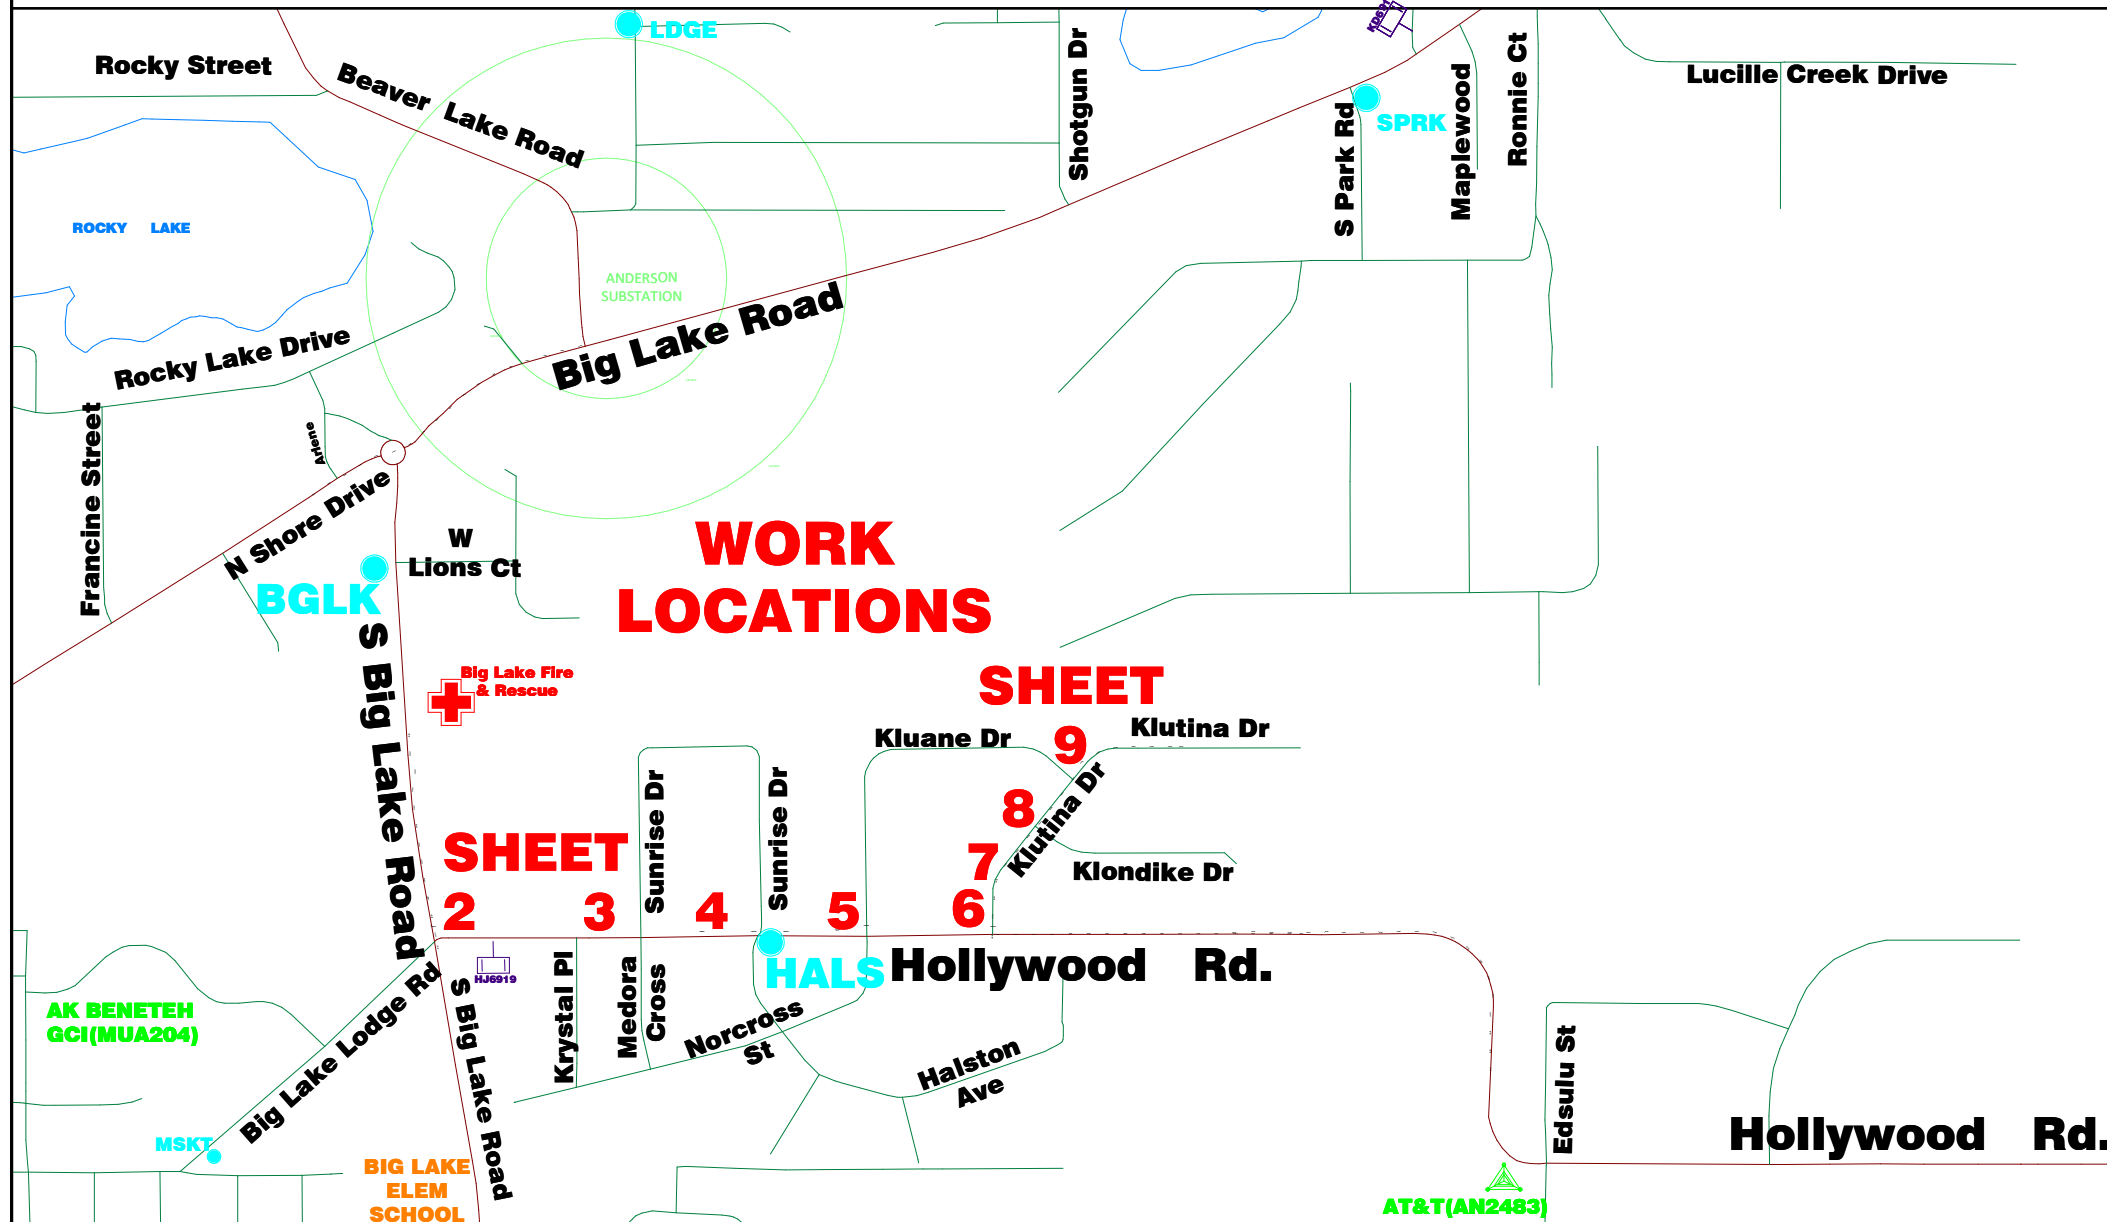 LDGE
KD691
Rocky Street
Beaver Lake Road
Shotgun Dr
S Park Rd
SPRK
Maplewood
Ronnie Ct
Lucille Creek Drive
ROCKY LAKE
ANDERSON
SUBSTATION
Big Lake Road
Rocky Lake Drive
Francine Street
Arlene
N Shore Drive
W
Lions Ct
BGLK
WORK
LOCATIONS
S Big Lake Road
Big Lake Fire
& Rescue
SHEET
9
Kluane Dr
Klutina Dr
8
Klutina Dr
7
6
Klondike Dr
SHEET
2
3
Sunrise Dr
4
Sunrise Dr
5
HALS
Hollywood Rd.
HJ6919
Krystal Pl
Medora
Cross
Norcross
St
Halston
Ave
AK BENETEH
GCI(MUA204)
Big Lake Lodge Rd
S Big Lake Road
MSKT
BIG LAKE
ELEM
SCHOOL
Edsulu St
Hollywood Rd.
AT&T(AN2483)